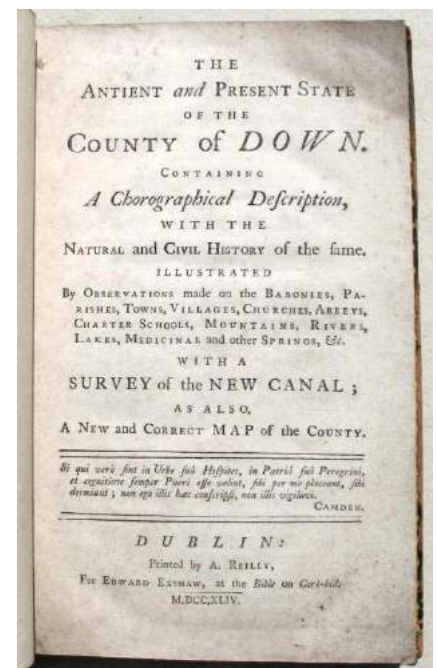 THE
ANTIENT and PRESENT STATE
OF THE
COUNTY of DOWN.
CONTAINING
A Chorographical Deſcription,
WITH THE
NATURAL and CIVIL HISTORY of the ſame.
ILLUSTRATED
By OBSERVATIONS made on the BARONIES, PA-
RISHES, TOWNS, VILLAGES, CHURCHES, ABBEYS,
CHARTER SCHOOLS, MOUNTAINS, RIVERS,
LAKES, MEDICINAL and other SPRINGS, &c.
WITH A
SURVEY of the NEW CANAL;
AS ALSO,
A NEW and CORRECT MAP of the COUNTY.
Si qui verò ſint in Urbe ſuâ Hoſpites, in Patriâ ſuâ Peregrini,
et cognitione ſemper Pueri eſſe velint, ſibi per me placeant, ſibi
dormiant; non ego illis hæc conſcripſi, non illis vigilavi.
CAMDEN.
DUBLIN:
Printed by A. REILLY,
For EDWARD EXSHAW, at the Bible on Cork-hill.
M,DCC,XLIV.